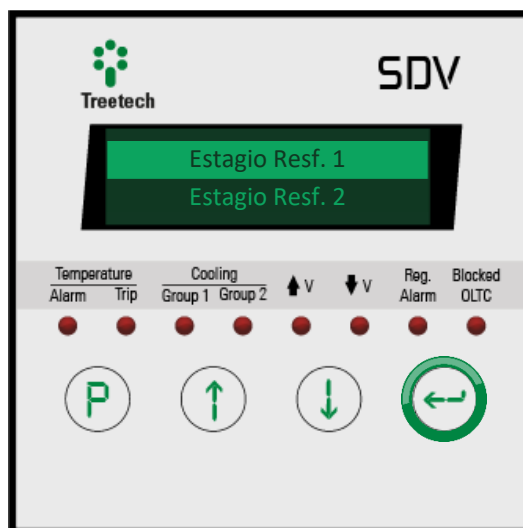 Treetech
SDV
Estagio Resf. 1
Estagio Resf. 2
Temperature
Alarm Trip
Cooling
Group 1 Group 2
V
V
Reg.
Alarm
Blocked
OLTC
P